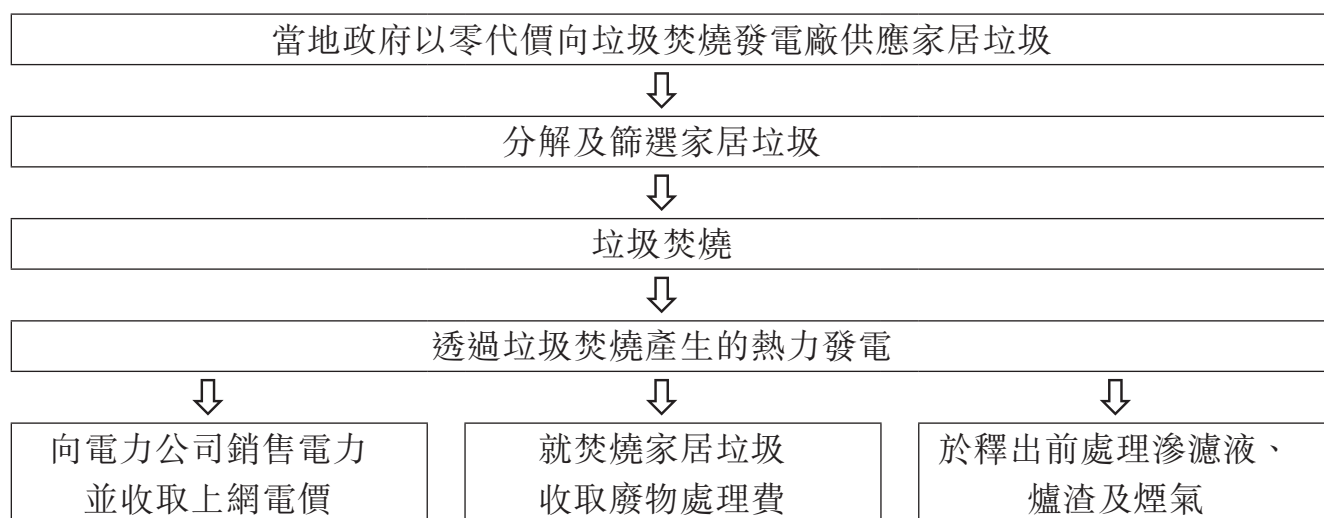 當地政府以零代價向垃圾焚燒發電廠供應家居垃圾
分解及篩選家居垃圾
垃圾焚燒
透過垃圾焚燒產生的熱力發電
向電力公司銷售電力
並收取上網電價
就焚燒家居垃圾
收取廢物處理費
於釋出前處理滲濾液、
爐渣及煙氣